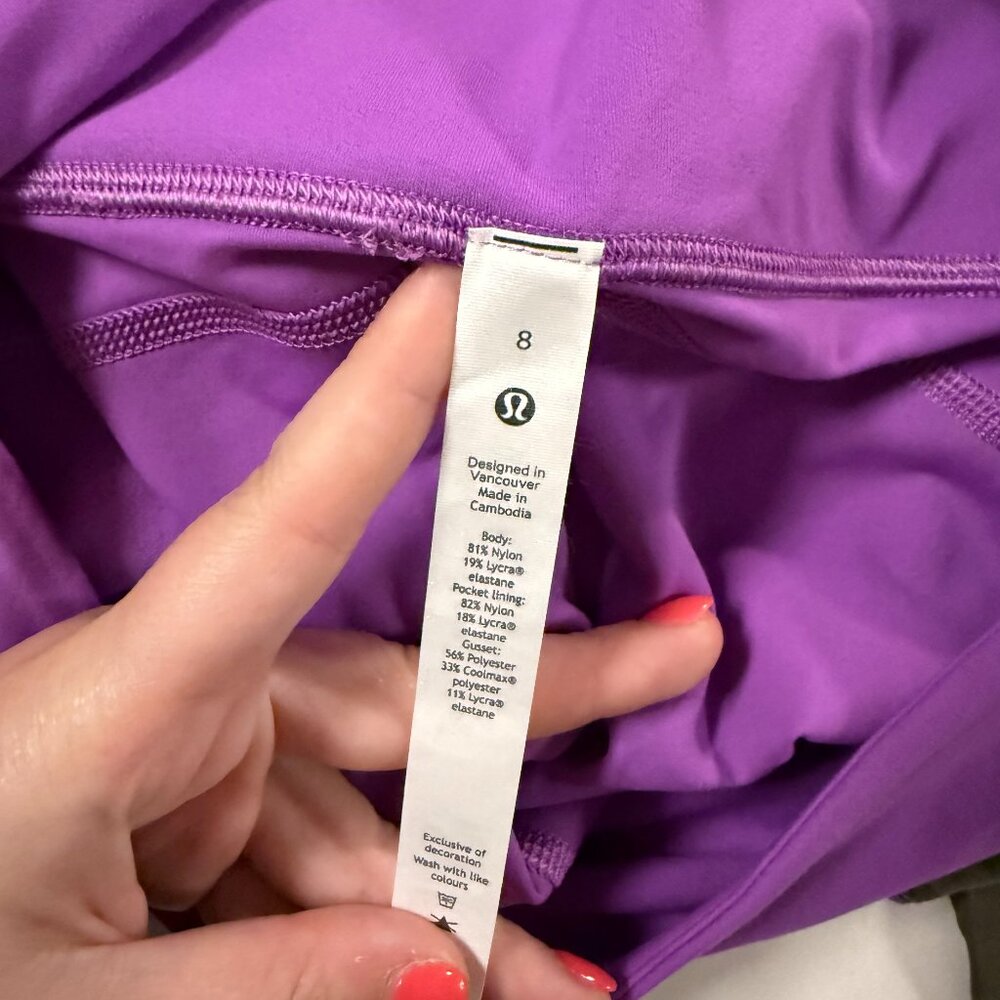 8
Designed in
Vancouver
Made in
Cambodia
Body:
81% Nylon
19% Lycra®
elastane
Pocket lining:
82% Nylon
18% Lycra®
elastane
Gusset:
56% Polyester
33% Coolmax®
polyester
11% Lycra®
elastane
Exclusive of
decoration
Wash with like
colours